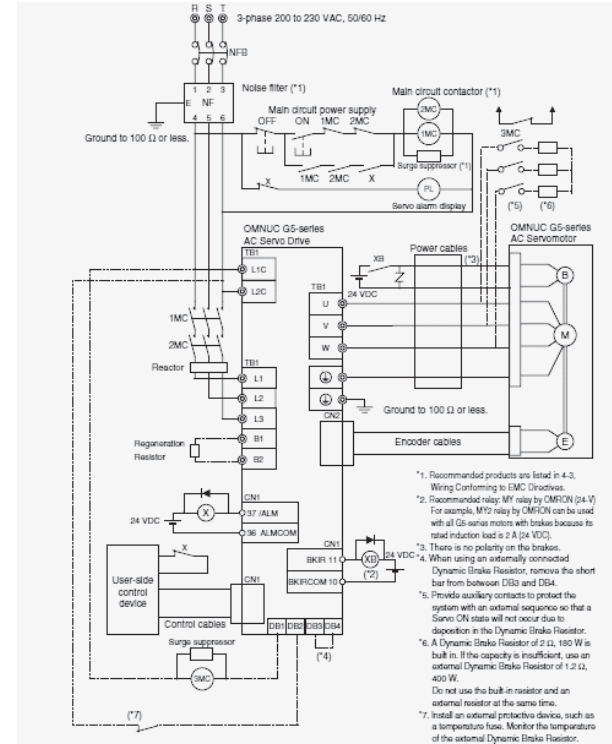 R S T
3-phase 200 to 230 VAC, 50/60 Hz
NFB
1 2 3
E NF
4 5 6
Noise filter (*1)
Main circuit contactor (*1)
Main circuit power supply
OFF ON 1MC 2MC
2MC
1MC
3MC
Ground to 100 Ω or less.
Surge suppressor (*1)
1MC 2MC X
X
PL
Servo alarm display
(*5) (*6)
OMNUC G5-series
AC Servo Drive
OMNUC G5-series
AC Servomotor
TB1
L1C
L2C
XB
Power cables
(*3)
24 VDC
B
TB1
U
V
W
M
1MC
2MC
Reactor
TB1
L1
L2
L3
B1
B2
CN2
Ground to 100 Ω or less.
Regeneration
Resistor
Encoder cables
E
CN1
37 /ALM
X
24 VDC
36 ALMCOM
CN1
BKIR 11
XB
24 VDC
(*2)
BKIRCOM 10
X
User-side
control
device
CN1
Control cables
DB1 DB2 DB3 DB4
(*4)
Surge suppressor
3MC
(*7)
*1. Recommended products are listed in 4-3,
Wiring Conforming to EMC Directives.
*2. Recommended relay: MY relay by OMRON (24-V)
For example, MY2 relay by OMRON can be used
with all G5-series motors with brakes because its
rated induction load is 2 A (24 VDC).
*3. There is no polarity on the brakes.
*4. When using an externally connected
Dynamic Brake Resistor, remove the short
bar from between DB3 and DB4.
*5. Provide auxiliary contacts to protect the
system with an external sequence so that a
Servo ON state will not occur due to
deposition in the Dynamic Brake Resistor.
*6. A Dynamic Brake Resistor of 2 Ω, 180 W is
built in. If the capacity is insufficient, use an
external Dynamic Brake Resistor of 1.2 Ω,
400 W.
Do not use the built-in resistor and an
external resistor at the same time.
*7. Install an external protective device, such as
a temperature fuse. Monitor the temperature
of the external Dynamic Brake Resistor.